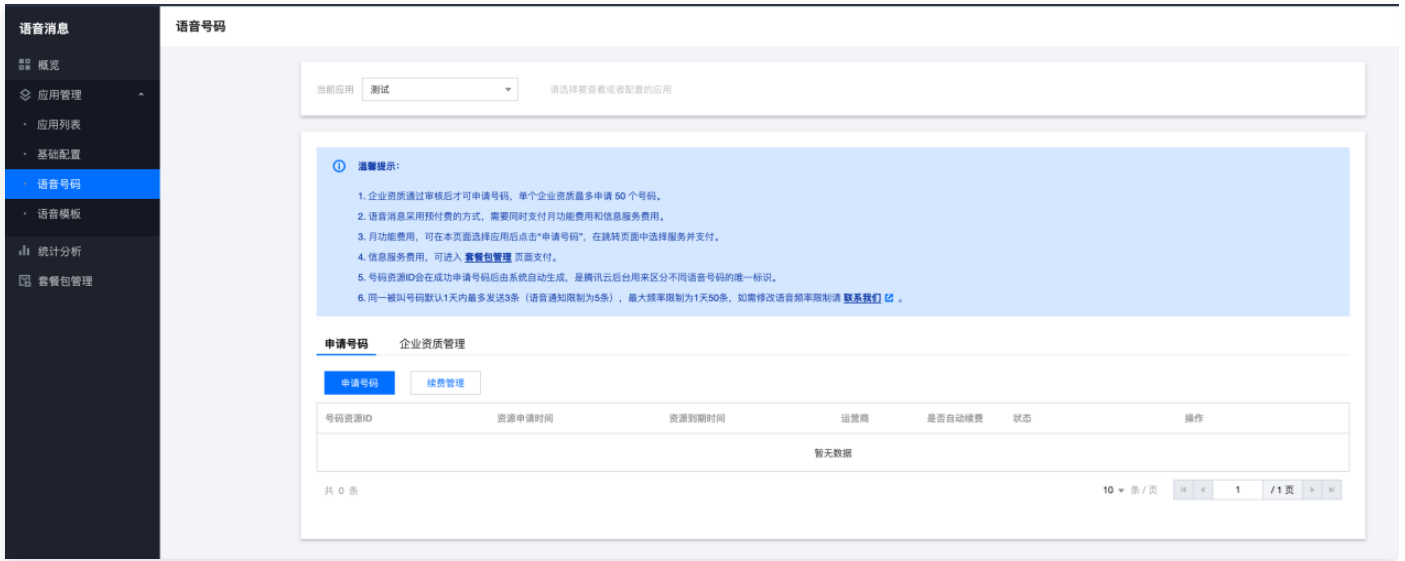 语音消息
概览
应用管理
· 应用列表
· 基础配置
· 语音号码
· 语音模板
统计分析
套餐包管理
语音号码
当前应用 测试 请选择要查看或者配置的应用
温馨提示：
1. 企业资质通过审核后才可申请号码，单个企业资质最多申请 50 个号码。
2. 语音消息采用预付费的方式，需要同时支付月功能费用和信息服务费用。
3. 月功能费用，可在本页面选择应用后点击“申请号码”，在跳转页面中选择服务并支付。
4. 信息服务费用，可进入 套餐包管理 页面支付。
5. 号码资源ID会在成功申请号码后由系统自动生成，是腾讯云后台用来区分不同语音号码的唯一标识。
6. 同一被叫号码默认1天内最多发送3条（语音通知限制为5条），最大频率限制为1天50条，如需修改语音频率限制请 联系我们 。
申请号码 企业资质管理
申请号码 续费管理
号码资源ID 资源申请时间 资源到期时间 运营商 是否自动续费 状态 操作
暂无数据
共 0 条 10 条 / 页 1 / 1 页